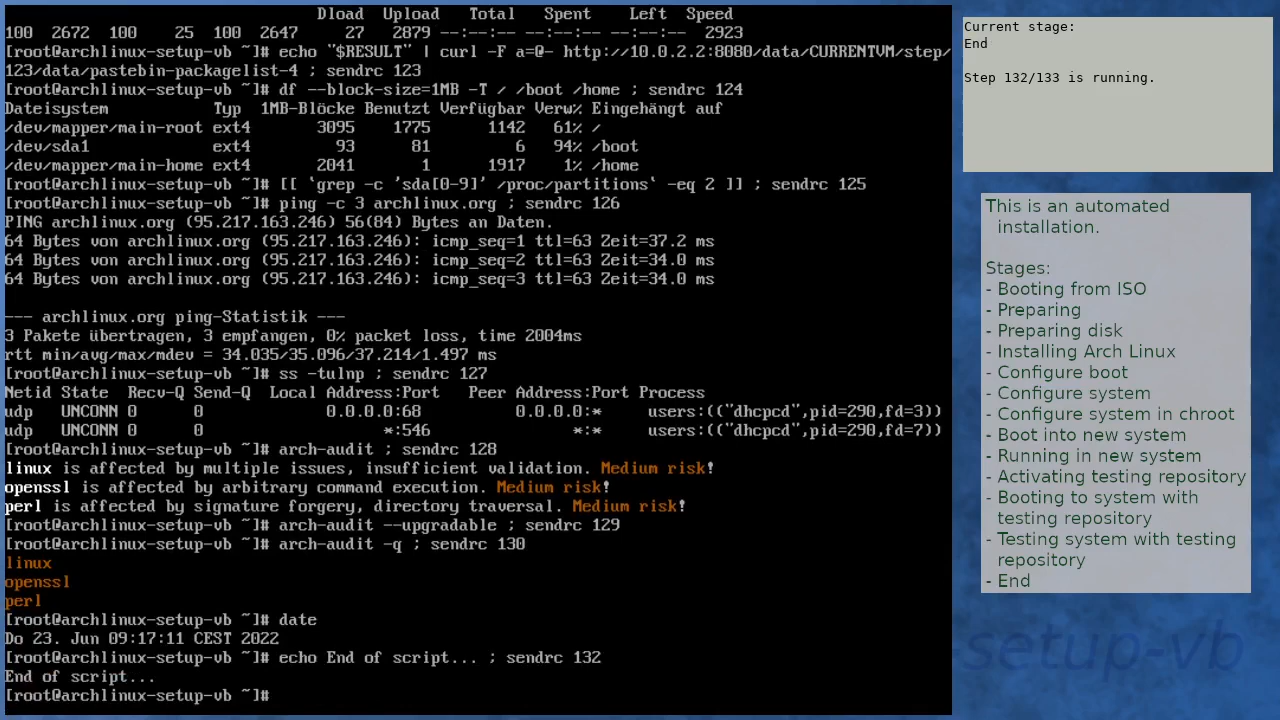 Dload  Upload   Total   Spent    Left  Speed
100  2672  100    25  100  2647     27   2879 --:--:-- --:--:-- --:--:--  2923
[root@archlinux-setup-vb ~]# echo "$RESULT" | curl -F a=@- http://10.0.2.2:8080/data/CURRENTVM/step/
123/data/pastebin-packagelist-4 ; sendrc 123
[root@archlinux-setup-vb ~]# df --block-size=1MB -T / /boot /home ; sendrc 124
Dateisystem             Typ  1MB-Blöcke Benutzt Verfügbar Verw% Eingehängt auf
/dev/mapper/main-root ext4       3095    1775      1142   61% /
/dev/sda1             ext4         93      81         6   94% /boot
/dev/mapper/main-home ext4       2041       1      1917    1% /home
[root@archlinux-setup-vb ~]# [[ `grep -c 'sda[0-9]' /proc/partitions` -eq 2 ]] ; sendrc 125
[root@archlinux-setup-vb ~]# ping -c 3 archlinux.org ; sendrc 126
PING archlinux.org (95.217.163.246) 56(84) Bytes an Daten.
64 Bytes von archlinux.org (95.217.163.246): icmp_seq=1 ttl=63 Zeit=37.2 ms
64 Bytes von archlinux.org (95.217.163.246): icmp_seq=2 ttl=63 Zeit=34.0 ms
64 Bytes von archlinux.org (95.217.163.246): icmp_seq=3 ttl=63 Zeit=34.0 ms
--- archlinux.org ping-Statistik ---
3 Pakete übertragen, 3 empfangen, 0% packet loss, time 2004ms
rtt min/avg/max/mdev = 34.035/35.096/37.214/1.497 ms
[root@archlinux-setup-vb ~]# ss -tulnp ; sendrc 127
Netid State  Recv-Q Send-Q  Local Address:Port   Peer Address:Port Process
udp   UNCONN 0      0             0.0.0.0:68          0.0.0.0:*     users:(("dhcpcd",pid=290,fd=3))
udp   UNCONN 0      0                   *:546               *:*     users:(("dhcpcd",pid=290,fd=7))
[root@archlinux-setup-vb ~]# arch-audit ; sendrc 128
linux is affected by multiple issues, insufficient validation. Medium risk!
openssl is affected by arbitrary command execution. Medium risk!
perl is affected by signature forgery, directory traversal. Medium risk!
[root@archlinux-setup-vb ~]# arch-audit --upgradable ; sendrc 129
[root@archlinux-setup-vb ~]# arch-audit -q ; sendrc 130
linux
openssl
perl
[root@archlinux-setup-vb ~]# date
Do 23. Jun 09:17:11 CEST 2022
[root@archlinux-setup-vb ~]# echo End of script... ; sendrc 132
End of script...
[root@archlinux-setup-vb ~]#
Current stage:
End
Step 132/133 is running.
This is an automated
installation.
Stages:
- Booting from ISO
- Preparing
- Preparing disk
- Installing Arch Linux
- Configure boot
- Configure system
- Configure system in chroot
- Boot into new system
- Running in new system
- Activating testing repository
- Booting to system with
testing repository
- Testing system with testing
repository
- End
setup-vb